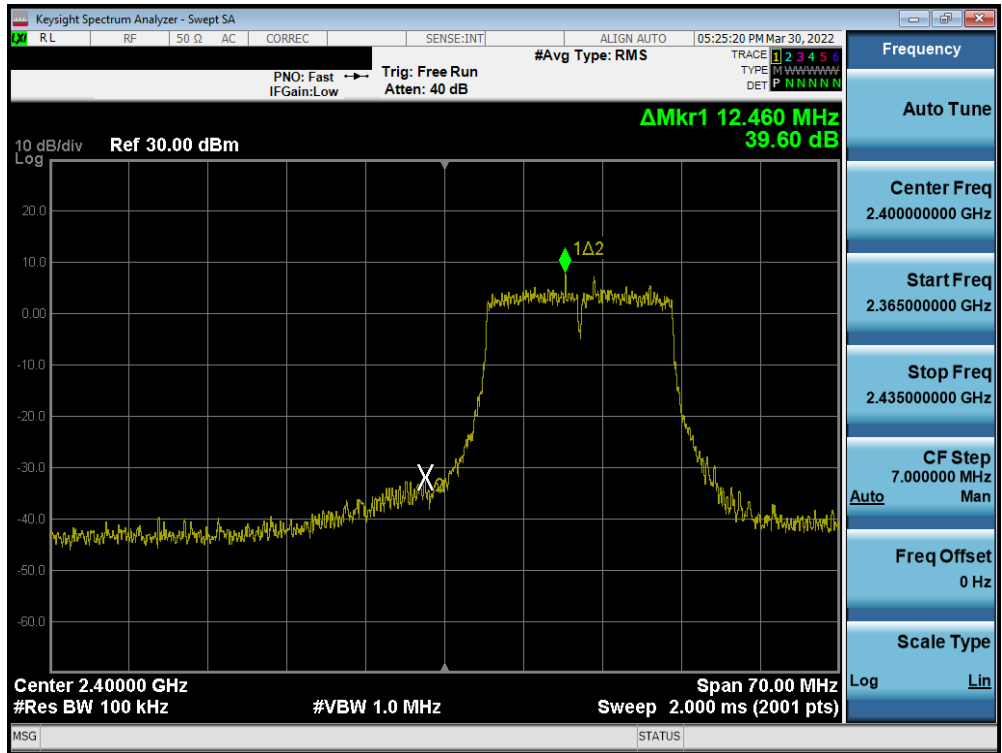 Keysight Spectrum Analyzer - Swept SA
LXI RL RF 50 Ω AC CORREC SENSE:INT ALIGN AUTO 05:25:20 PM Mar 30, 2022
#Avg Type: RMS
TRACE 1 2 3 4 5 6
PNO: Fast Trig: Free Run
TYPE M WWWWW
IFGain:Low Atten: 40 dB
DET P N N N N N
ΔMkr1 12.460 MHz
39.60 dB
10 dB/div Ref 30.00 dBm
Log
20.0
10.0
0.00
-10.0
-20.0
-30.0
-40.0
-50.0
-60.0
1Δ2
X2
Center 2.40000 GHz Span 70.00 MHz
#Res BW 100 kHz #VBW 1.0 MHz Sweep 2.000 ms (2001 pts)
MSG STATUS
Frequency
Auto Tune
Center Freq
2.400000000 GHz
Start Freq
2.365000000 GHz
Stop Freq
2.435000000 GHz
CF Step
7.000000 MHz
Auto Man
Freq Offset
0 Hz
Scale Type
Log Lin